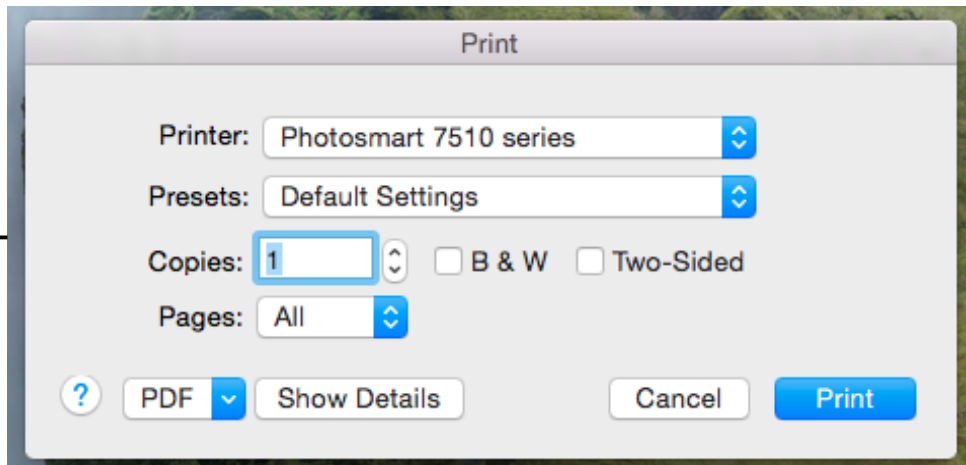 Print
Printer: Photosmart 7510 series
Presets: Default Settings
Copies: 1 B & W Two-Sided
Pages: All
? PDF Show Details Cancel Print